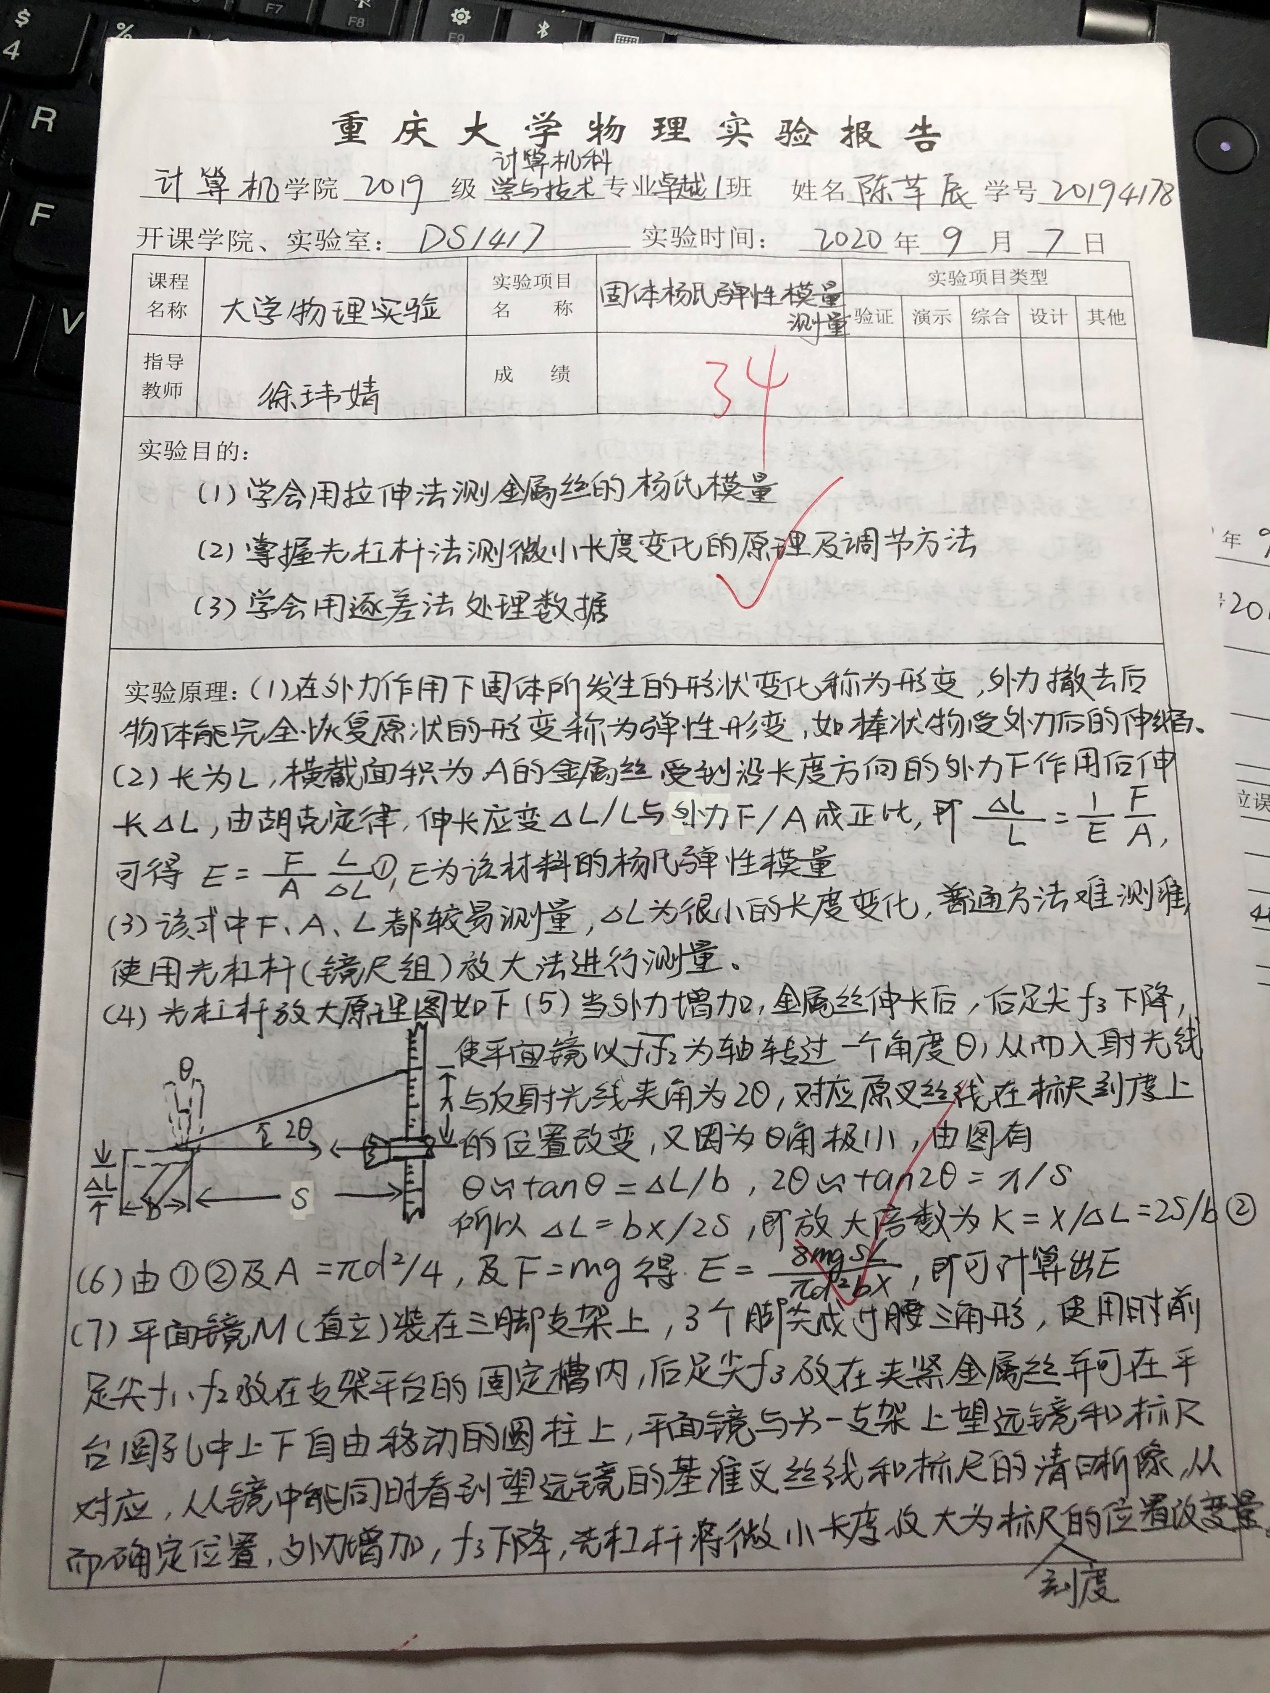 重庆大学物理实验报告
计算机科
计算机学院 2019 级 学与技术 专业 卓越1班 姓名 陈莘辰 学号 20194178
开课学院、实验室: DS1417 实验时间: 2020 年 9 月 7 日
课程名称 大学物理实验 实验项目名称 固体杨氏弹性模量测量 实验项目类型
验证 演示 综合 设计 其他
指导教师 徐玮婧 成绩 34
实验目的:
(1) 学会用拉伸法测金属丝的杨氏模量
(2) 掌握光杠杆法测微小长度变化的原理及调节方法
(3) 学会用逐差法处理数据
实验原理: (1) 在外力作用下固体所发生的形状变化称为形变,外力撤去后
物体能完全恢复原状的形变称为弹性形变,如棒状物受外力后的伸缩。
(2) 长为L,横截面积为A的金属丝受到沿长度方向的外力F作用后伸
长△L,由胡克定律,伸长应变△L/L与外力F/A成正比,即 △L/L = 1/E F/A,
可得 E = F/A L/△L ①, E为该材料的杨氏弹性模量
(3) 该式中F、A、L都较易测量,△L为很小的长度变化,普通方法难测准,
使用光杠杆(镜尺组)放大法进行测量。
(4) 光杠杆放大原理图如下 (5) 当外力增加,金属丝伸长后,后足尖f3下降,
使平面镜以f1f2为轴转过一个角度θ,从而入射光线
与反射光线夹角为2θ,对应原叉丝线在标尺刻度上
的位置改变,又因为θ角极小,由图有
θ≈tanθ=△L/b, 2θ≈tan2θ=x/S
所以 △L=bx/2S,即放大倍数为K=x/△L=2S/b ②
θ
2θ
x
△L
b
S
(6) 由①②及A=πd²/4,及F=mg得 E= 8mgSL/πd²bx ,即可计算出E
(7) 平面镜M(直立)装在三脚支架上,3个脚尖成等腰三角形,使用时前
足尖f1、f2放在支架平台的固定槽内,后足尖f3放在夹紧金属丝并可在平
台圆孔中上下自由移动的圆柱上,平面镜与另一支架上望远镜和标尺
对应,从镜中能同时看到望远镜的基准叉丝线和标尺的清晰像,从
而确定位置,外力增加,f3下降,光杠杆将微小长度放大为标尺刻度的位置改变量。
年 9
201